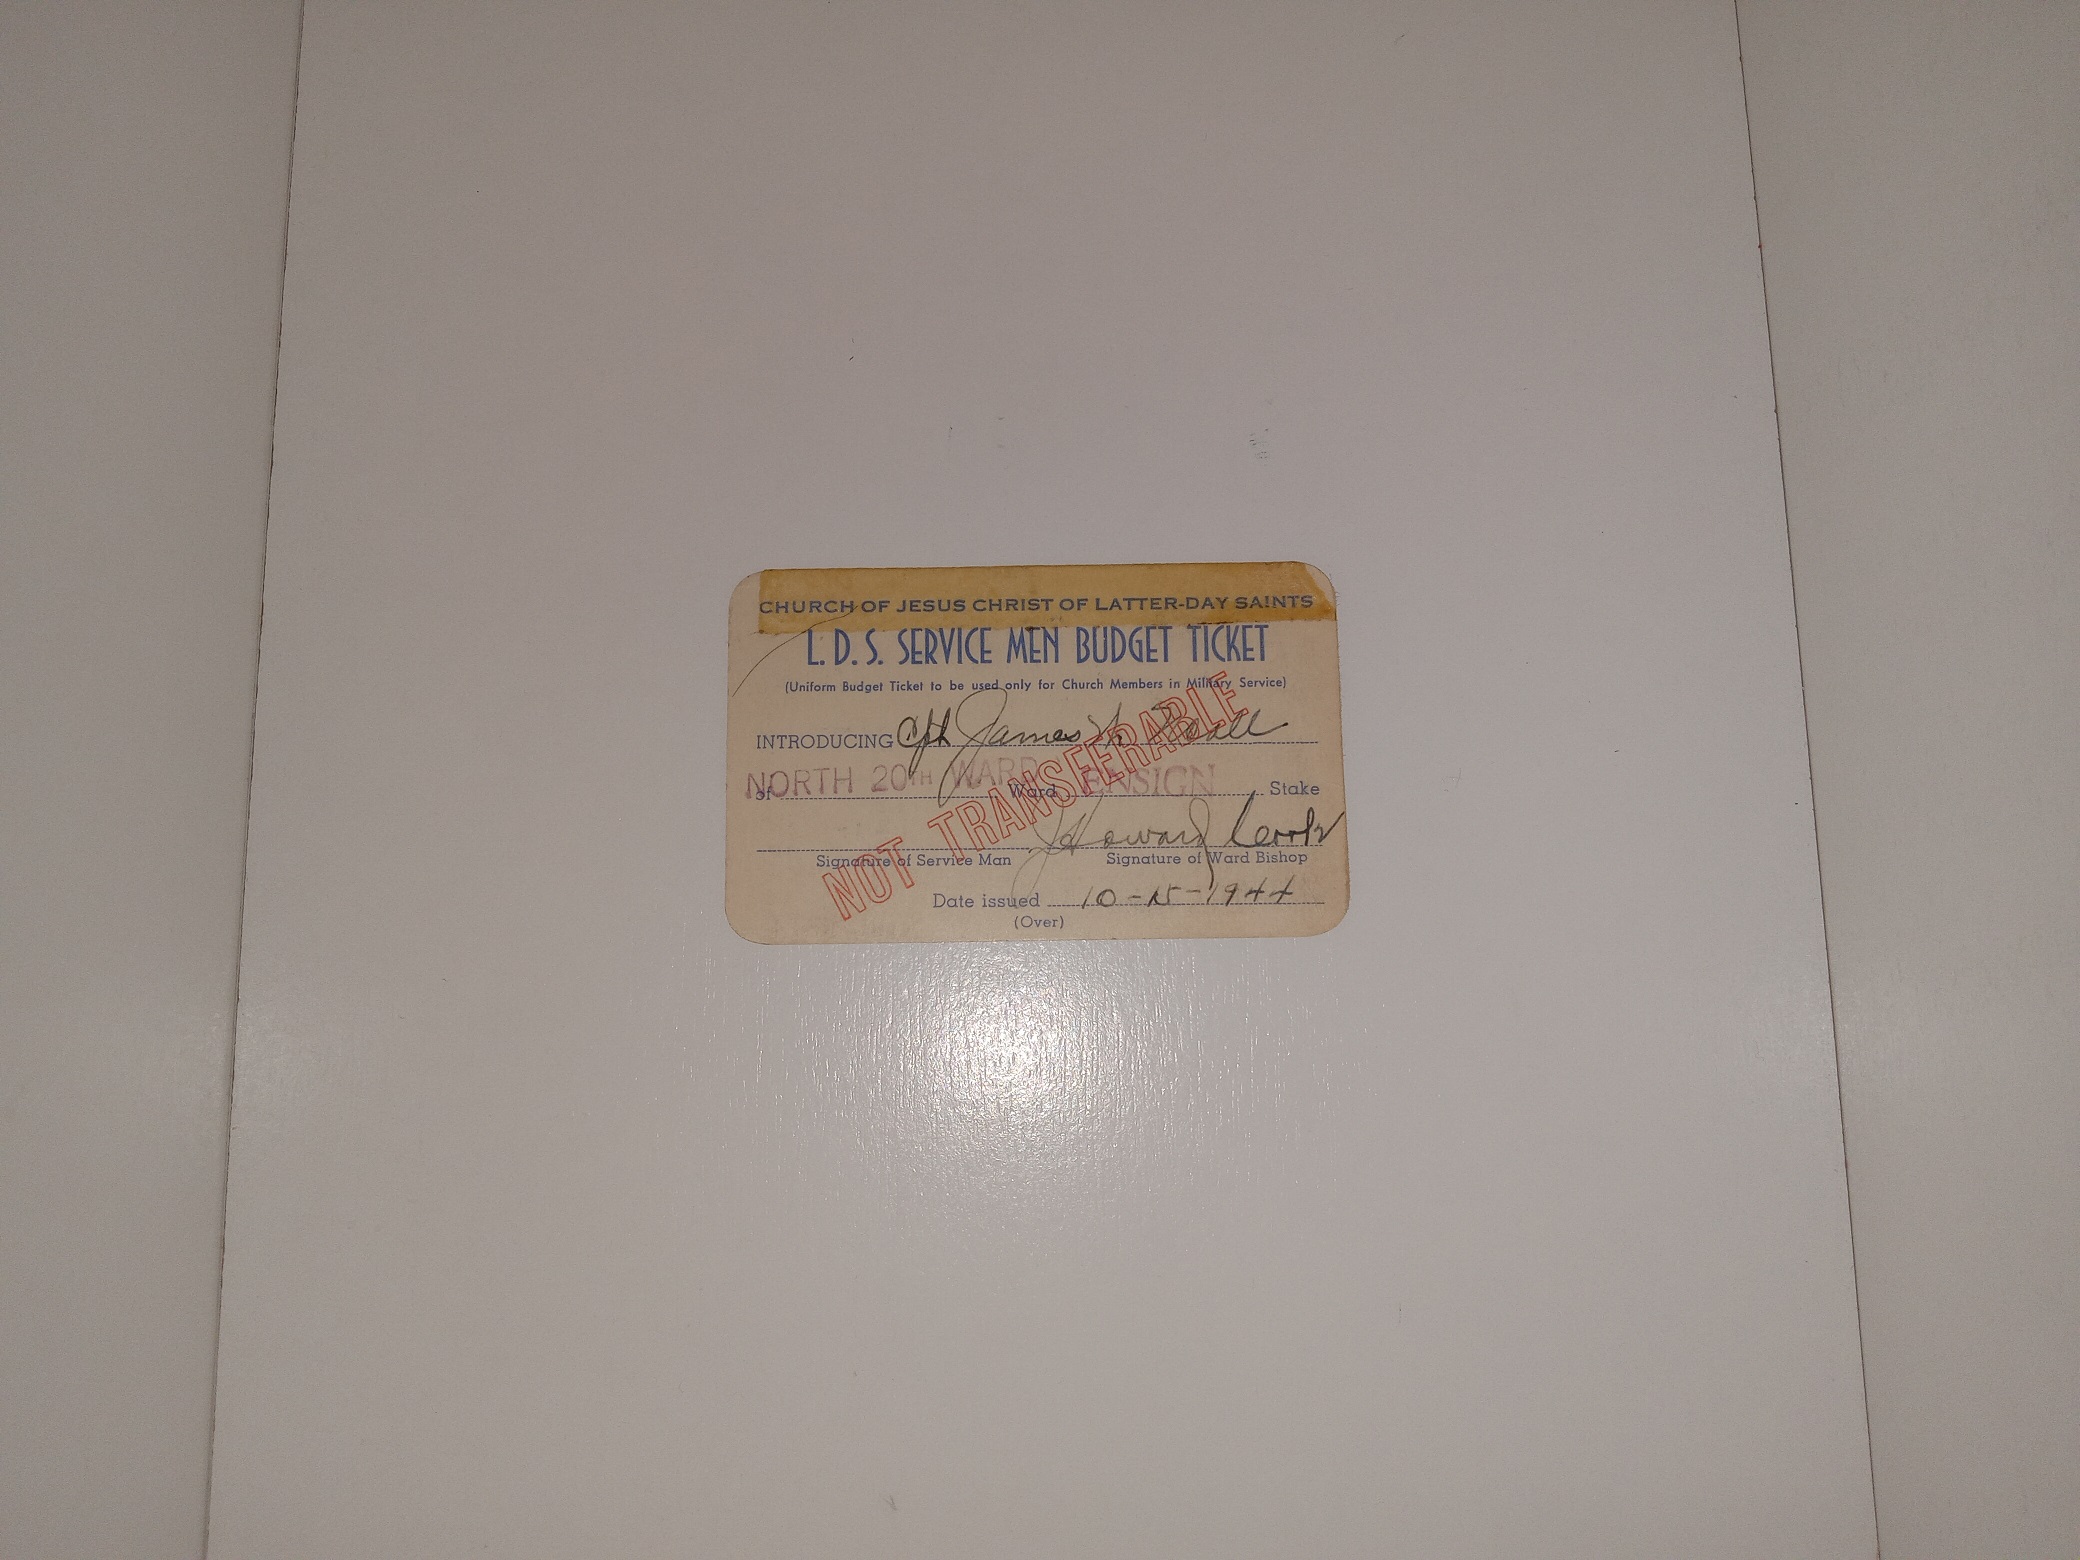 CHURCH OF JESUS CHRIST OF LATTER-DAY SAINTS
L. D. S. SERVICE MEN BUDGET TICKET
(Uniform Budget Ticket to be used only for Church Members in Military Service)
INTRODUCING James
of NORTH 20TH WARD Ward ENSIGN Stake
NOT TRANSFERABLE
Howard
Signature of Service Man Signature of Ward Bishop
Date issued 10-15-1944
(Over)